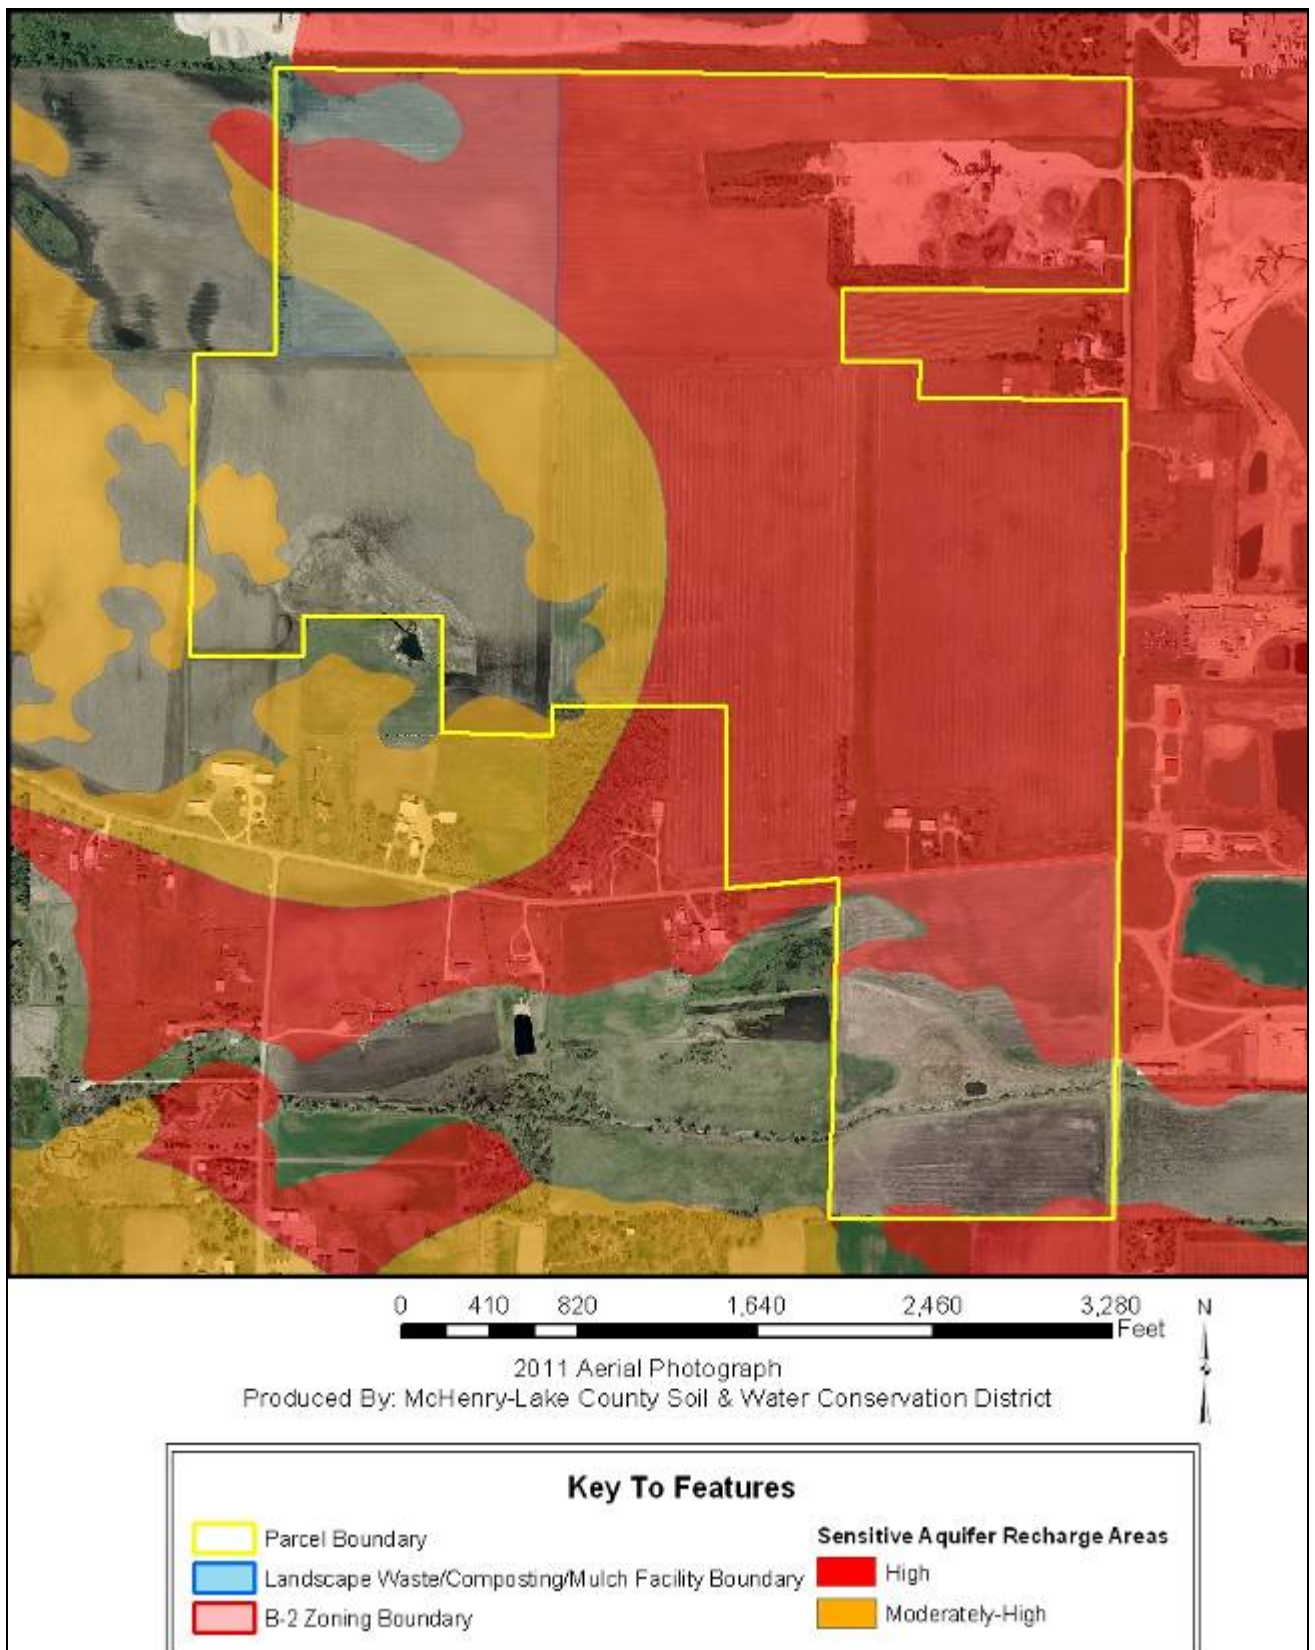 0 410 820 1,640 2,460 3,280
Feet
N
2011 Aerial Photograph
Produced By: McHenry-Lake County Soil & Water Conservation District
Key To Features
Parcel Boundary
Landscape Waste/Composting/Mulch Facility Boundary
B-2 Zoning Boundary
Sensitive Aquifer Recharge Areas
High
Moderately-High